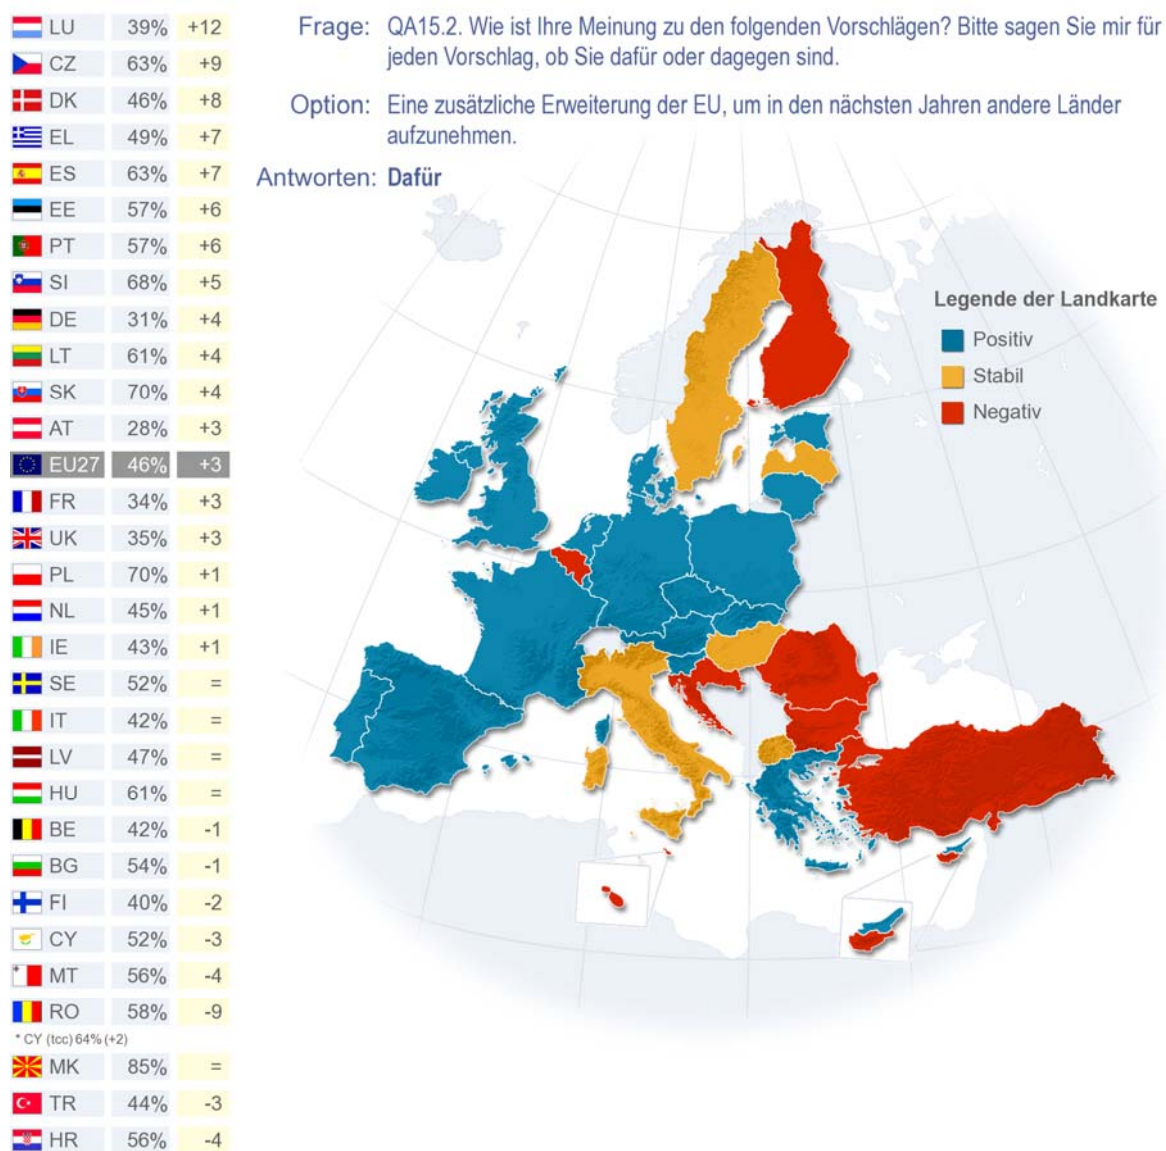 Frage: QA15.2. Wie ist Ihre Meinung zu den folgenden Vorschlägen? Bitte sagen Sie mir für
jeden Vorschlag, ob Sie dafür oder dagegen sind.
Option: Eine zusätzliche Erweiterung der EU, um in den nächsten Jahren andere Länder
aufzunehmen.
Antworten: Dafür
LU 39% +12
CZ 63% +9
DK 46% +8
EL 49% +7
ES 63% +7
EE 57% +6
PT 57% +6
SI 68% +5
DE 31% +4
LT 61% +4
SK 70% +4
AT 28% +3
EU27 46% +3
FR 34% +3
UK 35% +3
PL 70% +1
NL 45% +1
IE 43% +1
SE 52% =
IT 42% =
LV 47% =
HU 61% =
BE 42% -1
BG 54% -1
FI 40% -2
CY 52% -3
MT 56% -4
RO 58% -9
* CY (tcc) 64% (+2)
MK 85% =
TR 44% -3
HR 56% -4
Legende der Landkarte
Positiv
Stabil
Negativ